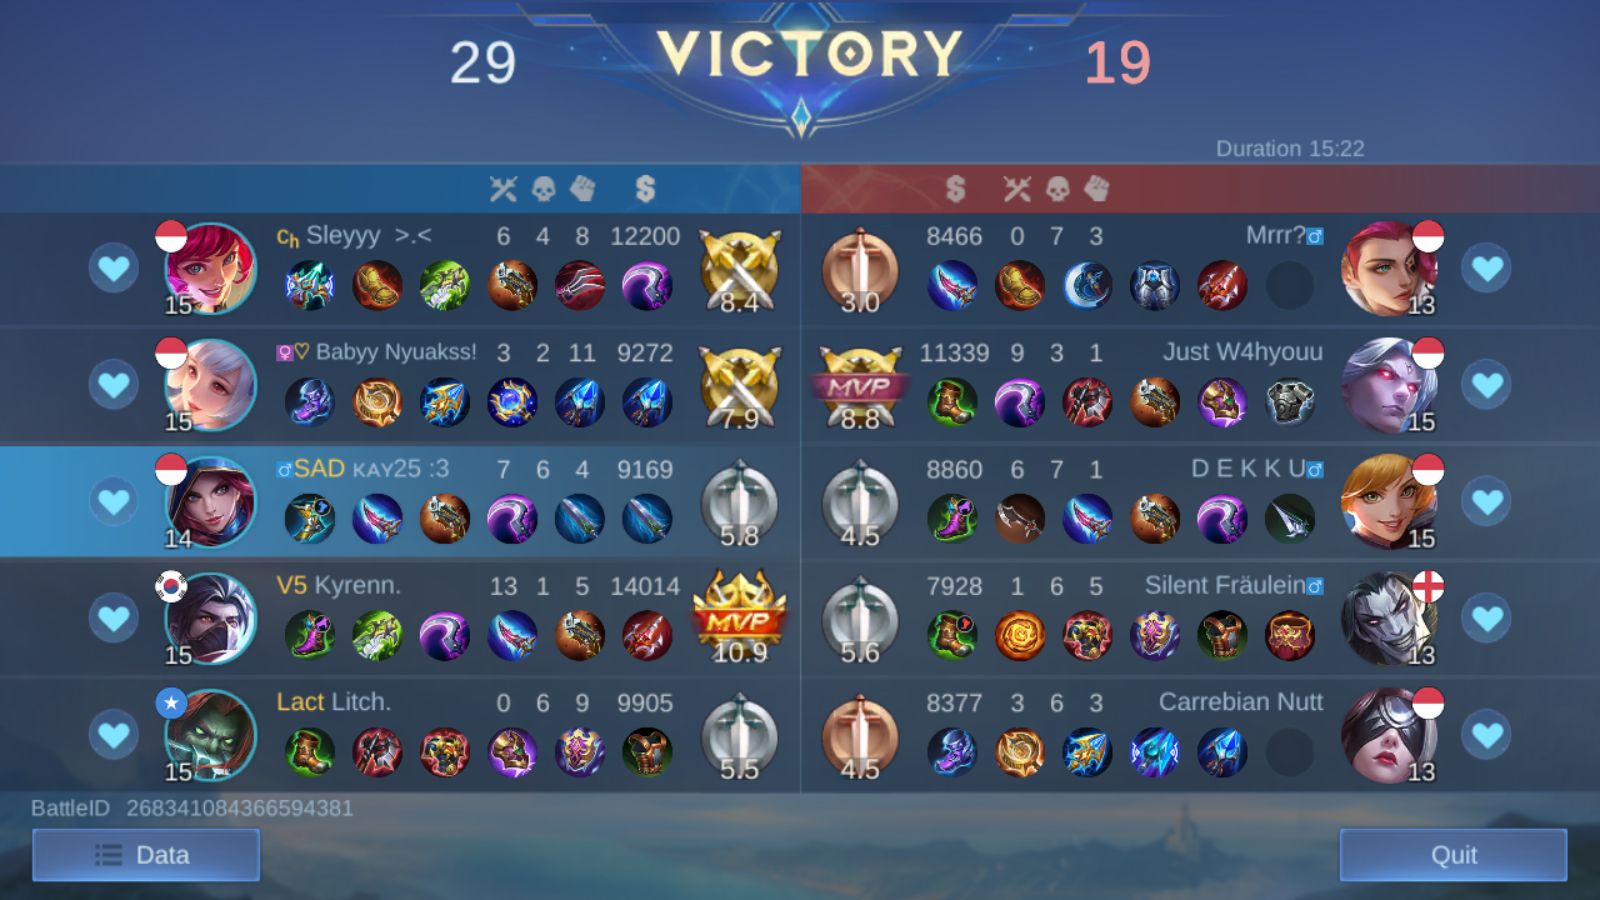 29 VICTORY 19
Duration 15:22
Ch Sleyyy >.< 6 4 8 12200
15 8.4
8466 0 7 3 Mrrr?♂
3.0 13
♀♡ Babyy Nyuakss! 3 2 11 9272
15 7.9
11339 9 3 1 Just W4hyouu
MVP
8.8 15
♂SAD ᴋᴀʏ25 :3 7 6 4 9169
14 5.8
8860 6 7 1 D E K K U♂
4.5 15
V5 Kyrenn. 13 1 5 14014
MVP
15 10.9
7928 1 6 5 Silent Fräulein♂
5.6 13
Lact Litch. 0 6 9 9905
15 5.5
8377 3 6 3 Carrebian Nutt
4.5 13
BattleID 268341084366594381
Data
Quit